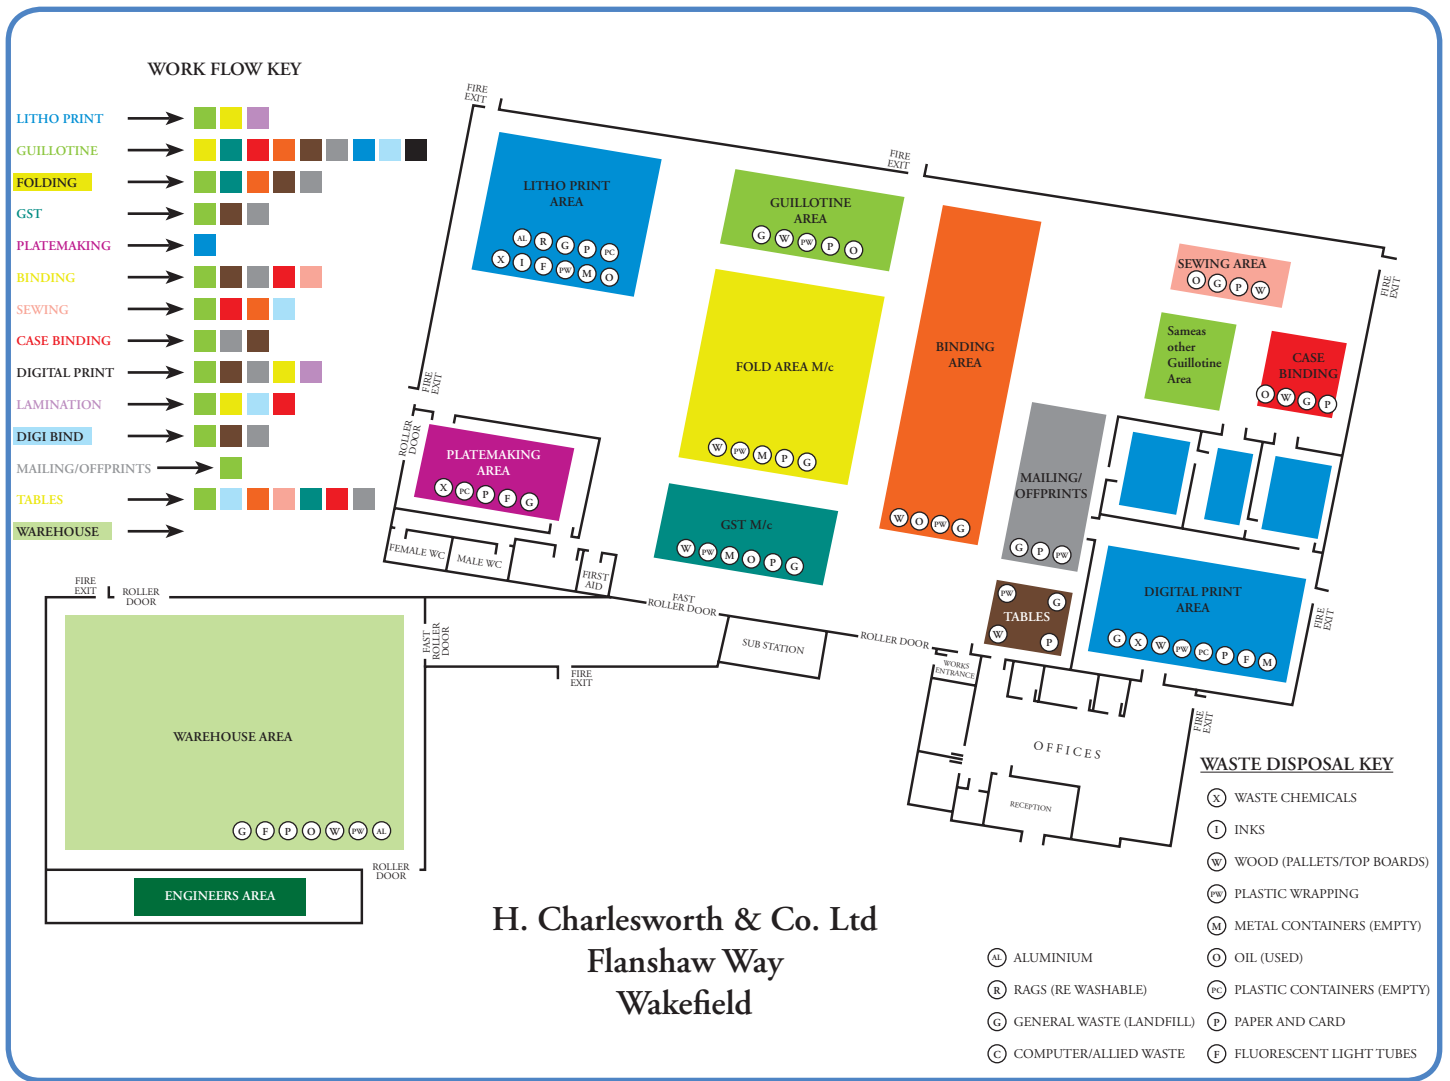 WORK FLOW KEY
LITHO PRINT
GUILLOTINE
FOLDING
GST
PLATEMAKING
BINDING
SEWING
CASE BINDING
DIGITAL PRINT
LAMINATION
DIGI BIND
MAILING/OFFPRINTS
TABLES
WAREHOUSE
FIRE
EXIT
FIRE
EXIT
FIRE
EXIT
LITHO PRINT
AREA
AL R G P PC
X I F PW M O
GUILLOTINE
AREA
G W PW P O
FOLD AREA M/c
W PW M P G
BINDING
AREA
W O PW G
SEWING AREA
O G P W
Sameas
other
Guillotine
Area
CASE
BINDING
O W G P
FIRE
EXIT
ROLLER
DOOR
PLATEMAKING
AREA
X PC P F G
GST M/c
W PW M O P G
MAILING/
OFFPRINTS
G P PW
TABLES
PW G
W P
DIGITAL PRINT
AREA
G X W PW PC P F M
FIRE
EXIT
FEMALE WC
MALE WC
FIRST
AID
FAST
ROLLER DOOR
SUB STATION
ROLLER DOOR
WORKS
ENTRANCE
OFFICES
RECEPTION
FIRE
EXIT
FIRE
EXIT
ROLLER
DOOR
FAST
ROLLER
DOOR
FIRE
EXIT
WAREHOUSE AREA
G F P O W PW AL
ROLLER
DOOR
ENGINEERS AREA
H. Charlesworth & Co. Ltd
Flanshaw Way
Wakefield
WASTE DISPOSAL KEY
X WASTE CHEMICALS
I INKS
W WOOD (PALLETS/TOP BOARDS)
PW PLASTIC WRAPPING
M METAL CONTAINERS (EMPTY)
AL ALUMINIUM
O OIL (USED)
R RAGS (RE WASHABLE)
PC PLASTIC CONTAINERS (EMPTY)
G GENERAL WASTE (LANDFILL)
P PAPER AND CARD
C COMPUTER/ALLIED WASTE
F FLUORESCENT LIGHT TUBES